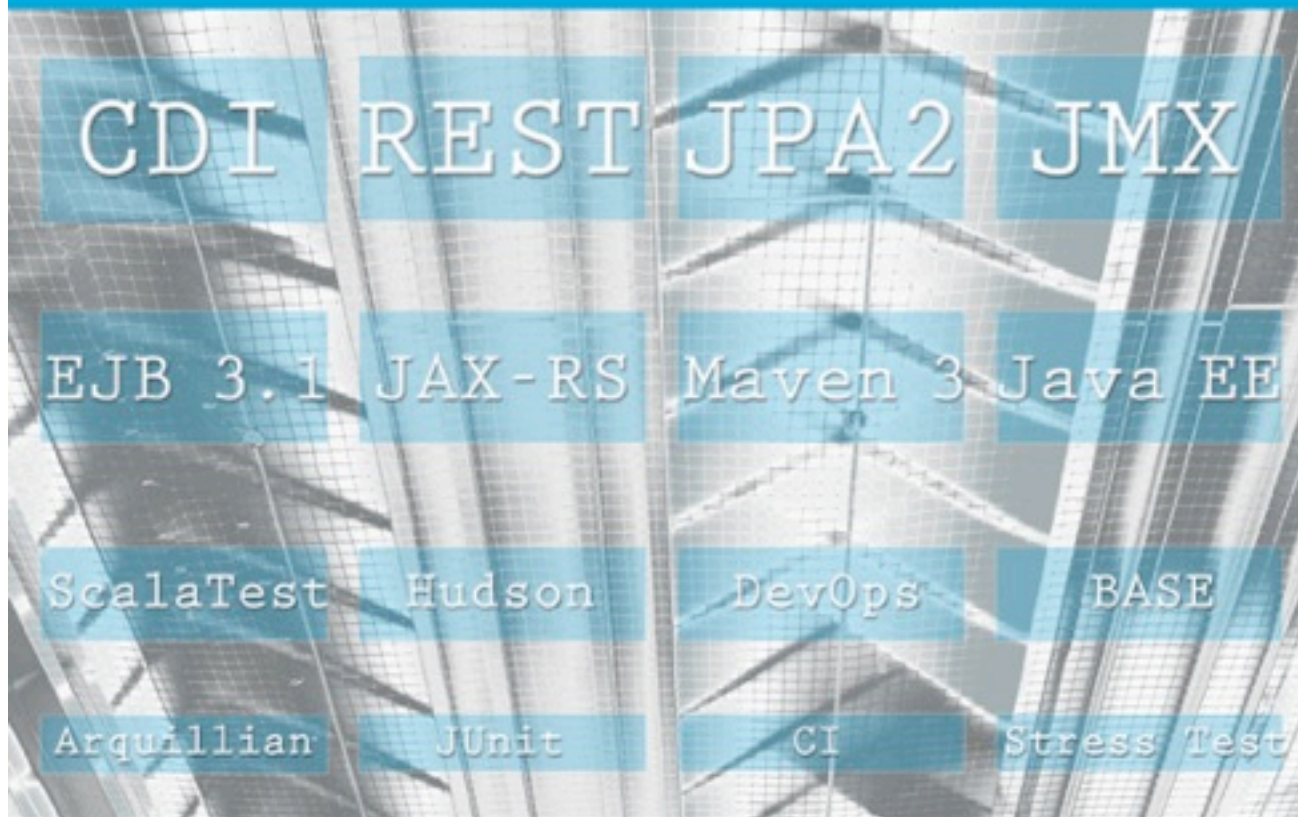 CDI REST JPA2 JMX
EJB 3.1 JAX-RS Maven 3 Java EE
ScalaTest Hudson DevOps BASE
Arquillian JUnit CI Stress Test